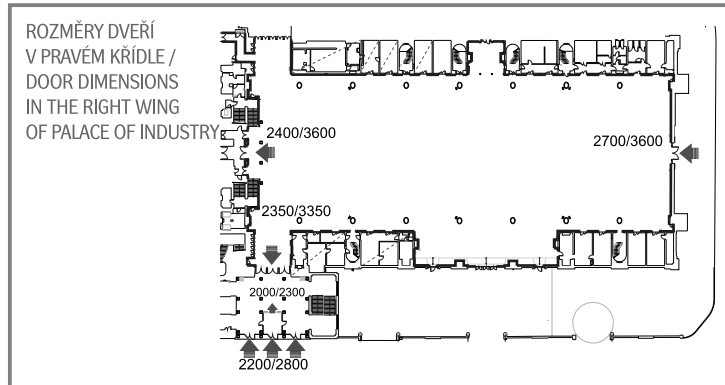 ROZMĚRY DVEŘÍ
V PRAVÉM KŘÍDLE /
DOOR DIMENSIONS
IN THE RIGHT WING
OF PALACE OF INDUSTRY
2400/3600
2700/3600
2350/3350
2000/2300
2200/2800